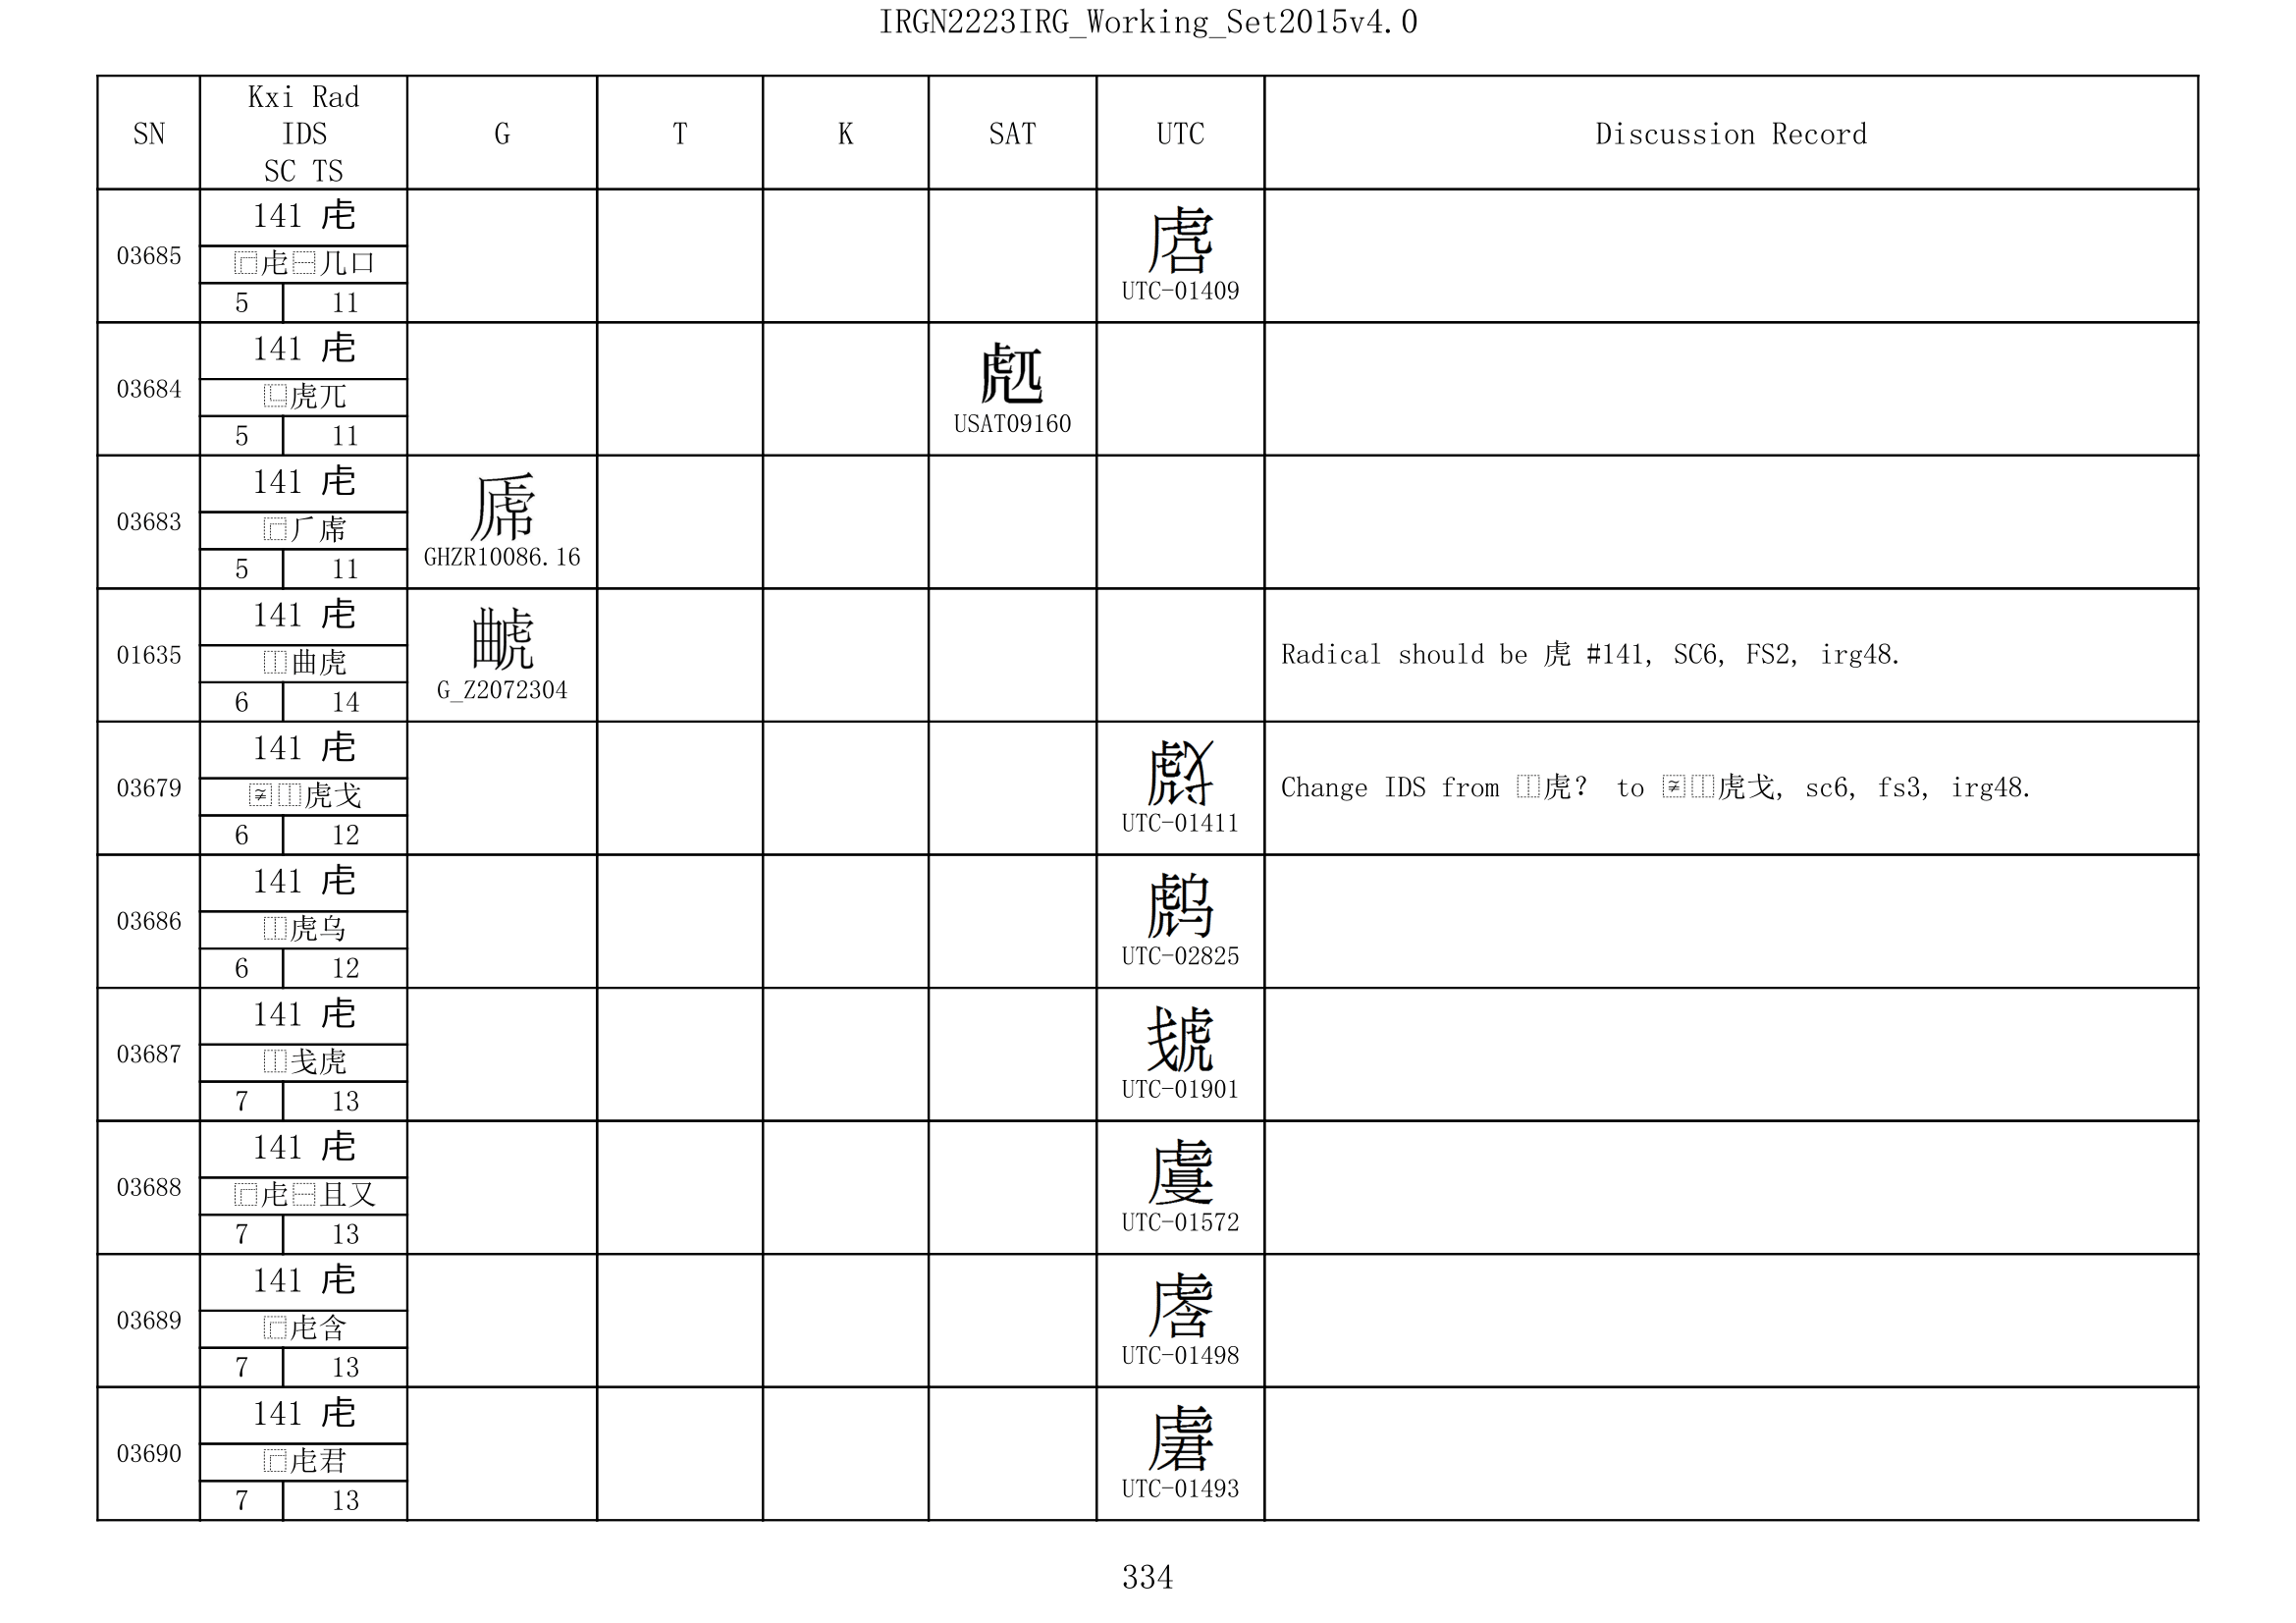 IRGN2223IRG_Working_Set2015v4.0
SN
Kxi Rad
IDS
SC TS
G
T
K
SAT
UTC
Discussion Record
03685
141 虍
⿸虍⿱几口
5 11
UTC-01409
03684
141 虍
⿺虎兀
5 11
USAT09160
03683
141 虍
⿸⺁虏
5 11
GHZR10086.16
01635
141 虍
⿰曲虎
6 14
G_Z2072304
Radical should be 虎 #141, SC6, FS2, irg48.
03679
141 虍
〾⿰虎戈
6 12
UTC-01411
Change IDS from ⿰虎? to 〾⿰虎戈, sc6, fs3, irg48.
03686
141 虍
⿰虎乌
6 12
UTC-02825
03687
141 虍
⿰戋虎
7 13
UTC-01901
03688
141 虍
⿸虍⿱且又
7 13
UTC-01572
03689
141 虍
⿸虍含
7 13
UTC-01498
03690
141 虍
⿸虍君
7 13
UTC-01493
334